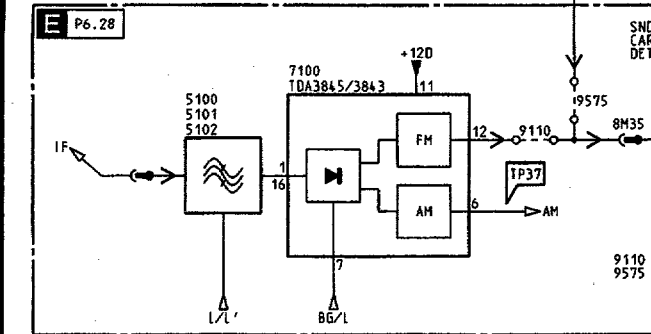 E P6.28
SND
CAR
DET
+12D
7100
TDA3845/3843
11
5100
5101
5102
9575
IF
1
16
FM
12
9110
8M35
TP37
AM
6
AM
7
9110
9575
L/L'
BG/L